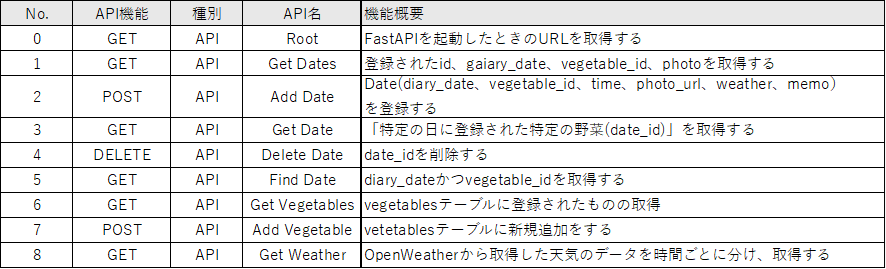 No. API機能 種別 API名 機能概要
0 GET API Root FastAPIを起動したときのURLを取得する
1 GET API Get Dates 登録されたid、gaiary_date、vegetable_id、photoを取得する
2 POST API Add Date Date(diary_date、vegetable_id、time、photo_url、weather、memo)
を登録する
3 GET API Get Date 「特定の日に登録された特定の野菜(date_id)」を取得する
4 DELETE API Delete Date date_idを削除する
5 GET API Find Date diary_dateかつvegetable_idを取得する
6 GET API Get Vegetables vegetablesテーブルに登録されたものの取得
7 POST API Add Vegetable vetetablesテーブルに新規追加をする
8 GET API Get Weather OpenWeatherから取得した天気のデータを時間ごとに分け、取得する